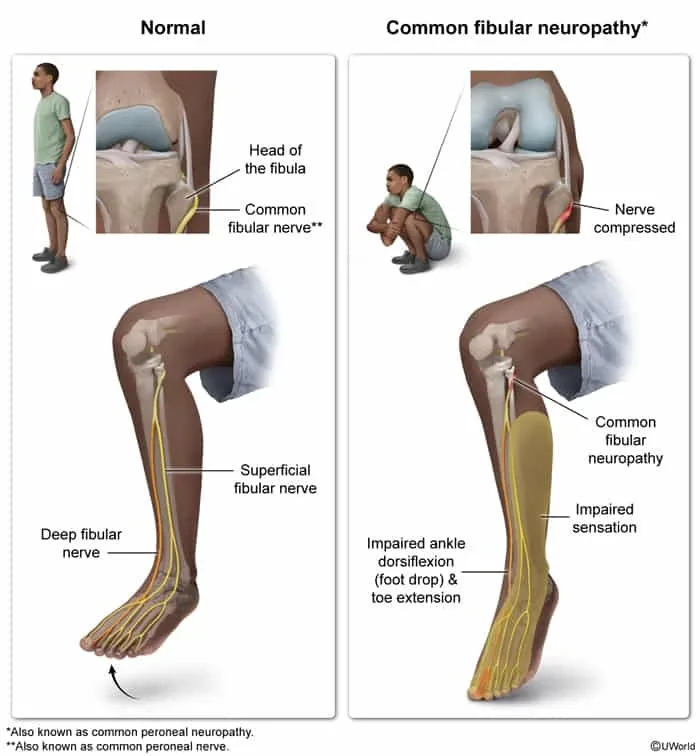 Normal
Head of
the fibula
Common
fibular nerve**
Superficial
fibular nerve
Deep fibular
nerve
Common fibular neuropathy*
Nerve
compressed
Common
fibular
neuropathy
Impaired
sensation
Impaired ankle
dorsiflexion
(foot drop) &
toe extension
*Also known as common peroneal neuropathy.
**Also known as common peroneal nerve.
©UWorld